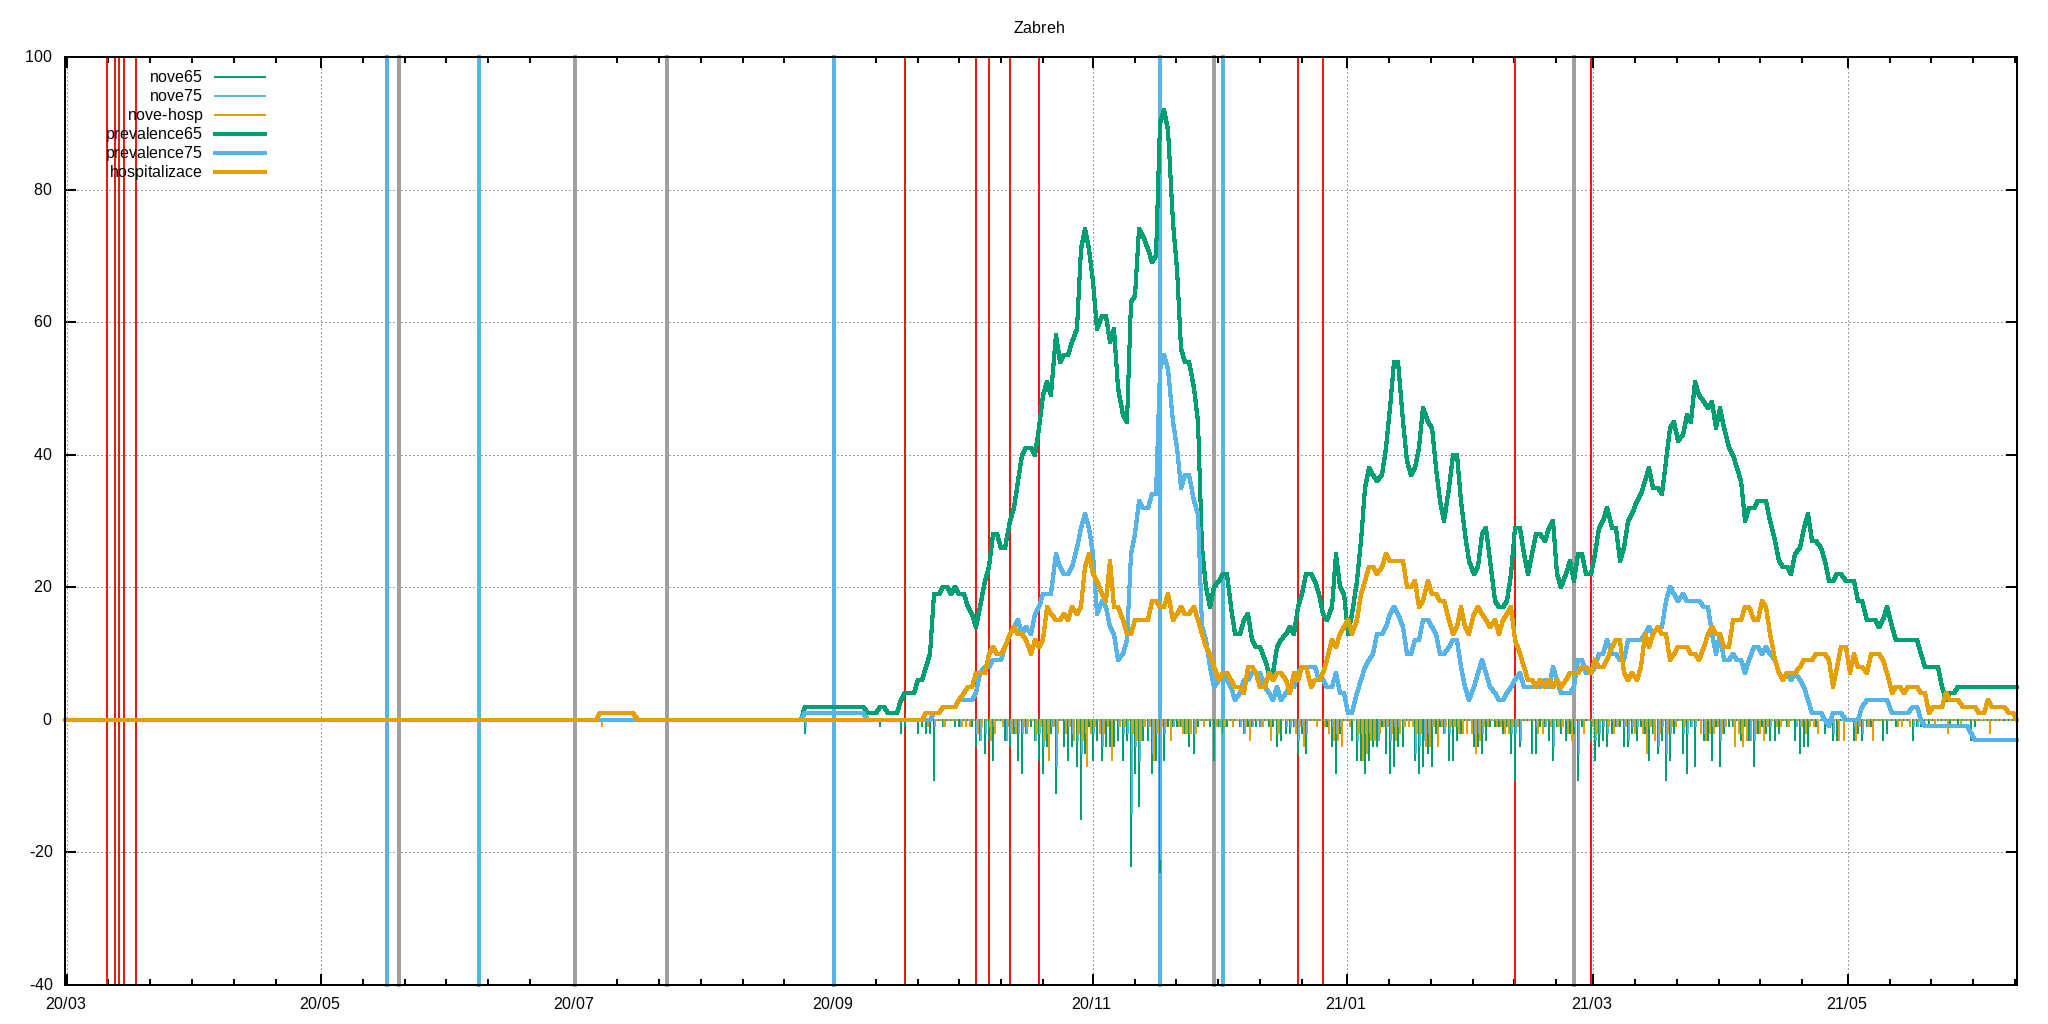 Zabreh
100
80
60
40
20
0
-20
-40
nove65
nove75
nove-hosp
prevalence65
prevalence75
hospitalizace
20/03 20/05 20/07 20/09 20/11 21/01 21/03 21/05